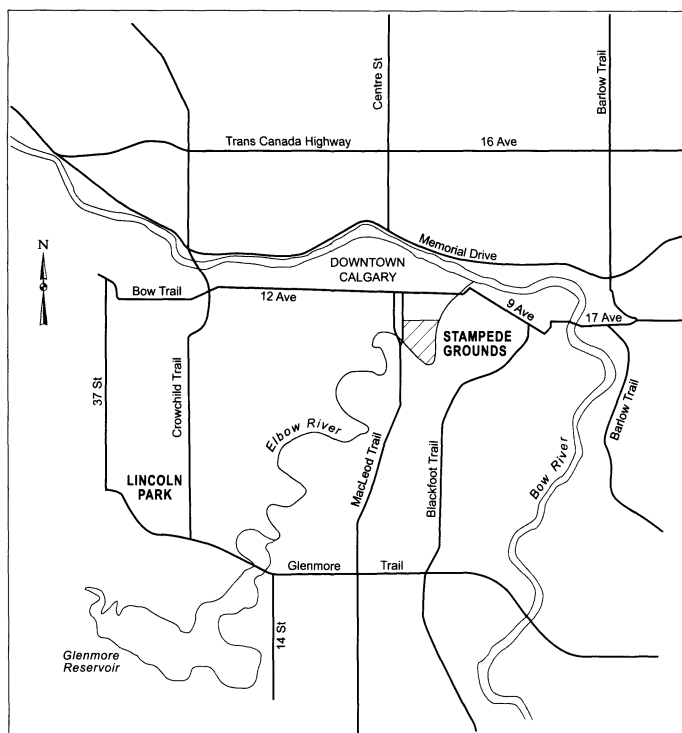 Centre St
Barlow Trail
Trans Canada Highway
16 Ave
N
Memorial Drive
DOWNTOWN
CALGARY
Bow Trail
12 Ave
9 Ave
17 Ave
STAMPEDE
GROUNDS
37 St
Crowchild Trail
Elbow River
MacLeod Trail
Blackfoot Trail
Bow River
Barlow Trail
LINCOLN
PARK
Glenmore
Trail
14 St
Glenmore
Reservoir